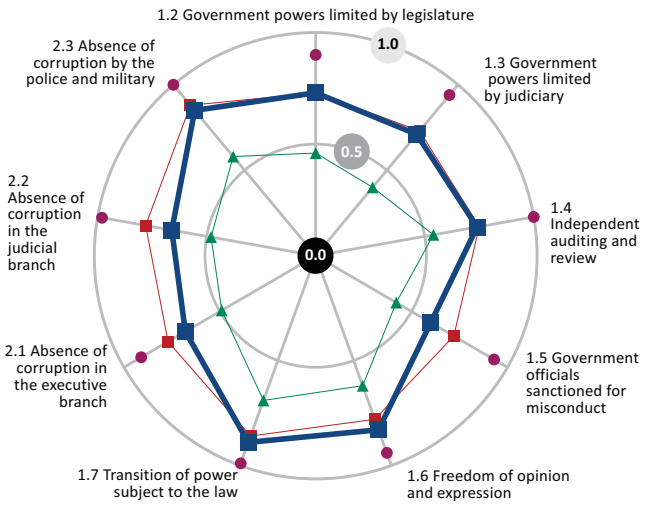 1.2 Government powers limited by legislature
1.0
2.3 Absence of
corruption by the
police and military
1.3 Government
powers limited
by judiciary
0.5
2.2
Absence of
corruption
in the
judicial
branch
1.4
Independent
auditing and
review
0.0
2.1 Absence of
corruption in
the executive
branch
1.5 Government
officials
sanctioned for
misconduct
1.7 Transition of power
subject to the law
1.6 Freedom of opinion
and expression